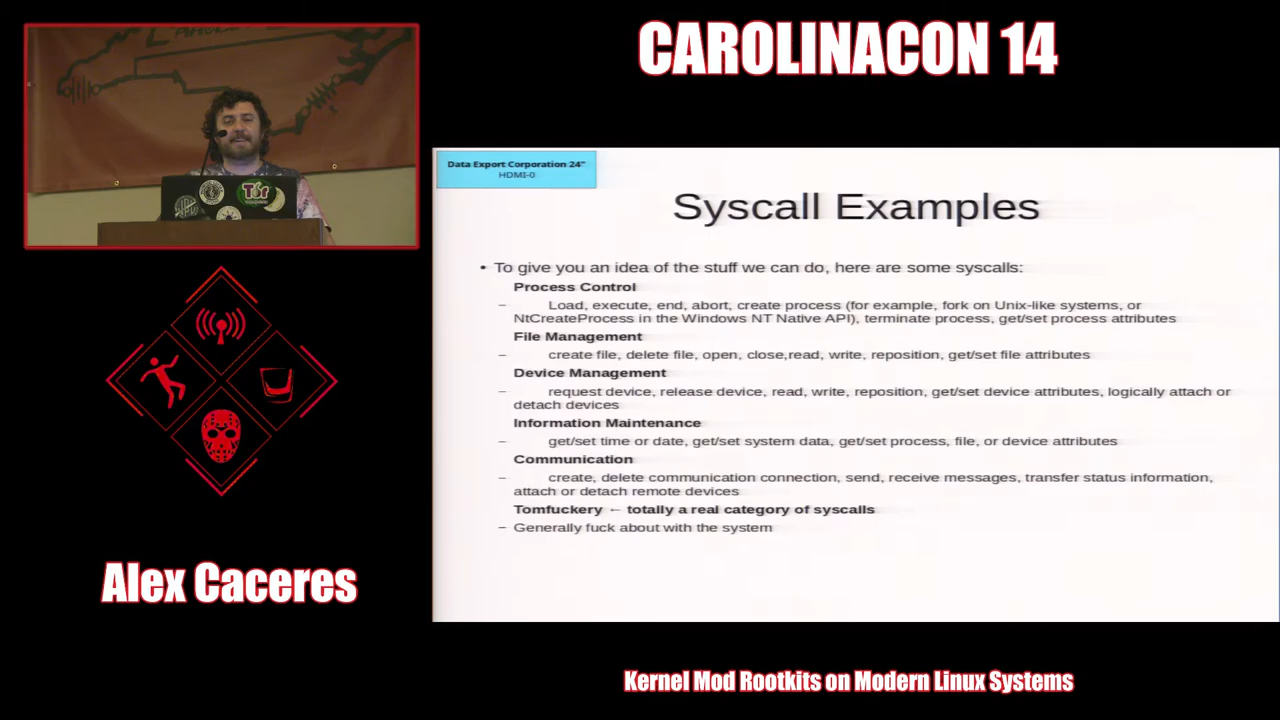 CAROLINACON 14
Data Export Corporation 24"
HDMI-0
Tor
Syscall Examples
• To give you an idea of the stuff we can do, here are some syscalls:
Process Control
– Load, execute, end, abort, create process (for example, fork on Unix-like systems, or
NtCreateProcess in the Windows NT Native API), terminate process, get/set process attributes
File Management
– create file, delete file, open, close,read, write, reposition, get/set file attributes
Device Management
– request device, release device, read, write, reposition, get/set device attributes, logically attach or
detach devices
Information Maintenance
– get/set time or date, get/set system data, get/set process, file, or device attributes
Communication
– create, delete communication connection, send, receive messages, transfer status information,
attach or detach remote devices
Tomfuckery ← totally a real category of syscalls
– Generally fuck about with the system
Alex Caceres
Kernel Mod Rootkits on Modern Linux Systems